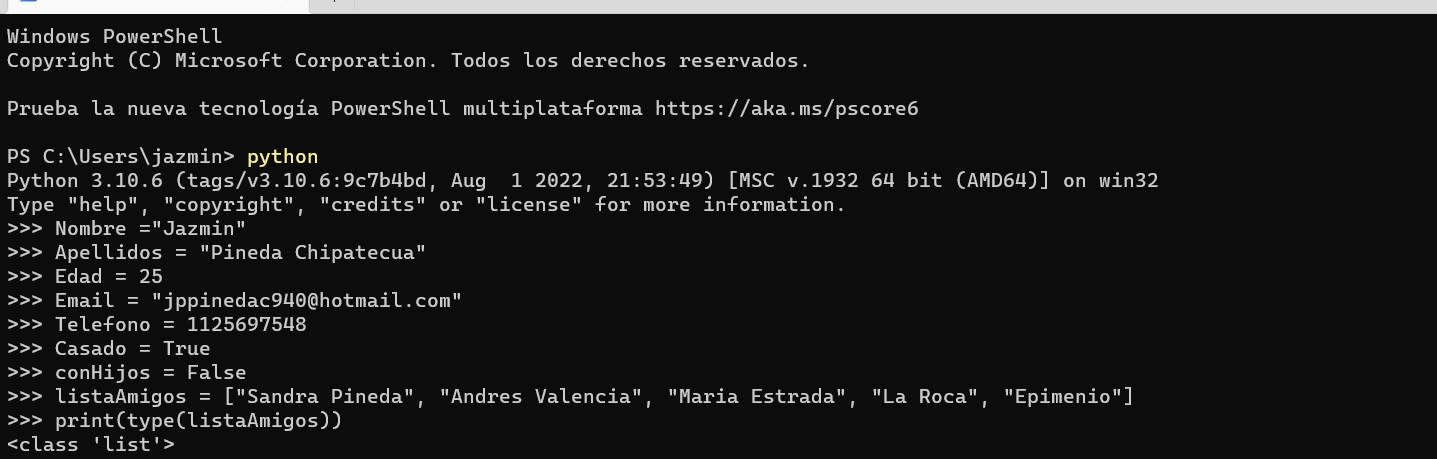 Windows PowerShell
Copyright (C) Microsoft Corporation. Todos los derechos reservados.
Prueba la nueva tecnología PowerShell multiplataforma https://aka.ms/pscore6
PS C:\Users\jazmin> python
Python 3.10.6 (tags/v3.10.6:9c7b4bd, Aug  1 2022, 21:53:49) [MSC v.1932 64 bit (AMD64)] on win32
Type "help", "copyright", "credits" or "license" for more information.
>>> Nombre ="Jazmin"
>>> Apellidos = "Pineda Chipatecua"
>>> Edad = 25
>>> Email = "jppinedac940@hotmail.com"
>>> Telefono = 1125697548
>>> Casado = True
>>> conHijos = False
>>> listaAmigos = ["Sandra Pineda", "Andres Valencia", "Maria Estrada", "La Roca", "Epimenio"]
>>> print(type(listaAmigos))
<class 'list'>